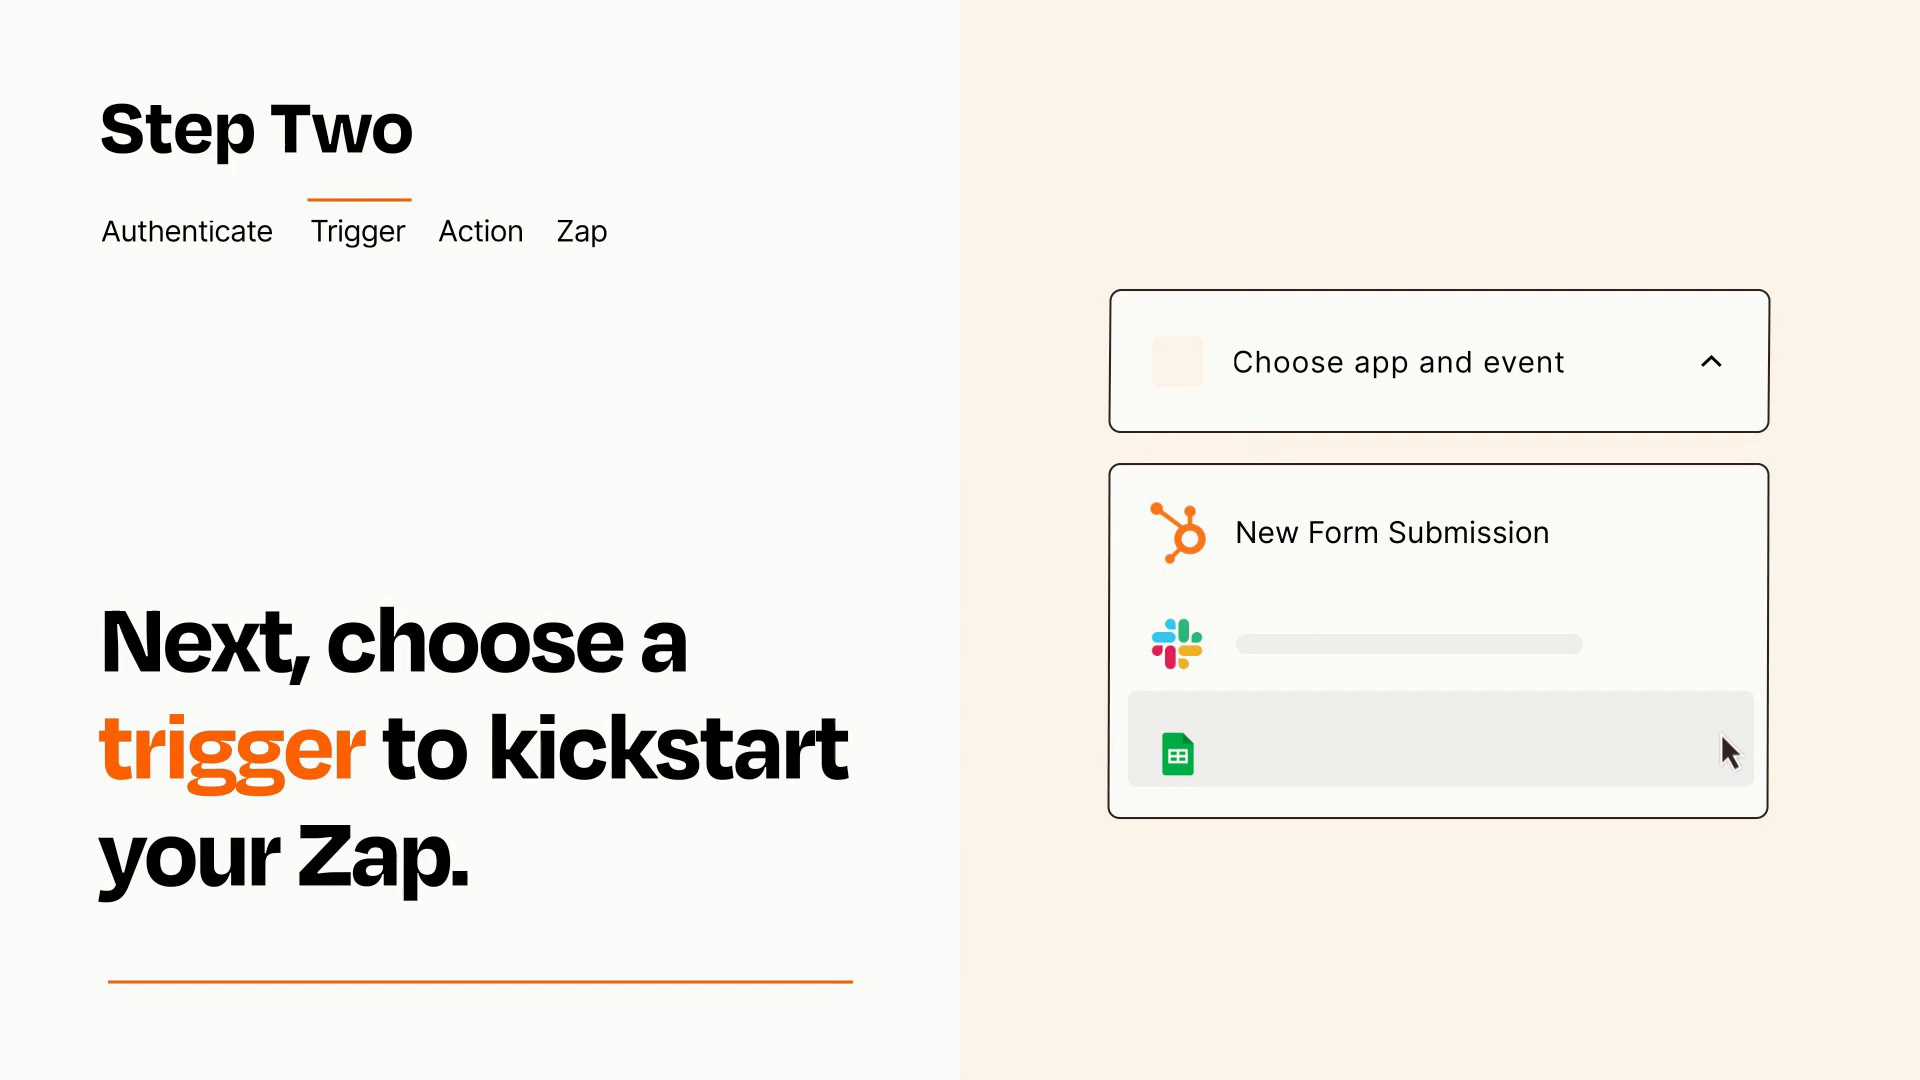 Step Two
Authenticate Trigger Action Zap
Next, choose a
trigger to kickstart
your Zap.
Choose app and event
New Form Submission